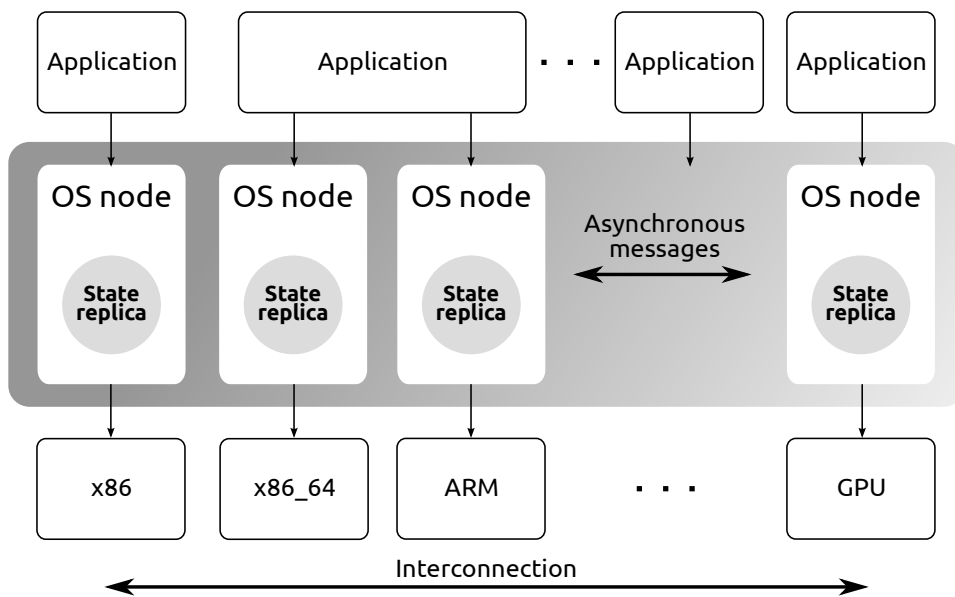 Application
Application
. . .
Application
Application
OS node
OS node
OS node
OS node
Asynchronous
messages
State
replica
State
replica
State
replica
State
replica
x86
x86_64
ARM
. . .
GPU
Interconnection